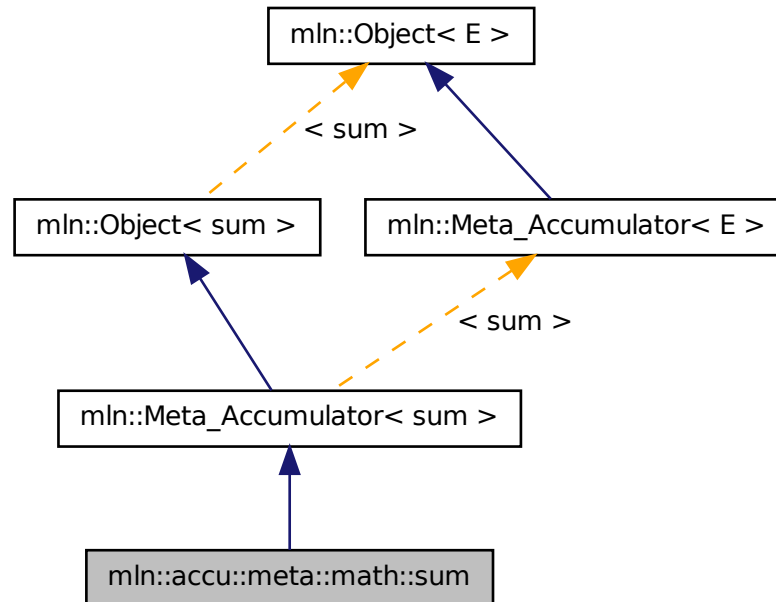 mln::Object< E >
< sum >
mln::Object< sum >
mln::Meta_Accumulator< E >
< sum >
mln::Meta_Accumulator< sum >
mln::accu::meta::math::sum